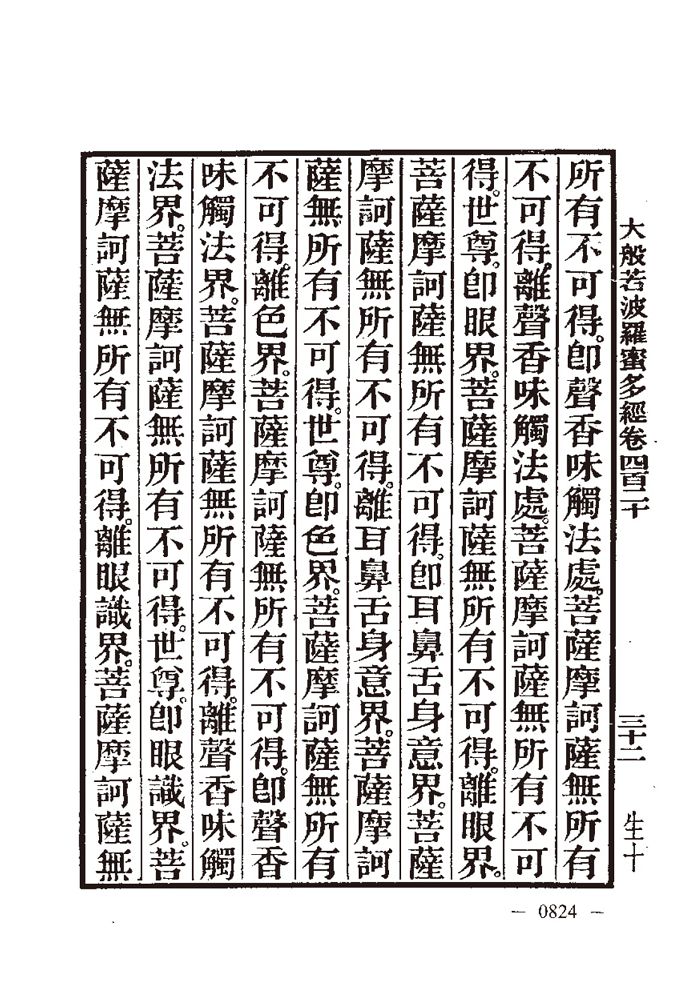 大般若波羅蜜多經卷四百二十
三十二
生十
所有不可得。卽聲香味觸法處。菩薩摩訶薩無所有
不可得。離聲香味觸法處。菩薩摩訶薩無所有不可
得。世尊。卽眼界。菩薩摩訶薩無所有不可得。離眼界。
菩薩摩訶薩無所有不可得。卽耳鼻舌身意界。菩薩
摩訶薩無所有不可得。離耳鼻舌身意界。菩薩摩訶
薩無所有不可得。世尊。卽色界。菩薩摩訶薩無所有
不可得。離色界。菩薩摩訶薩無所有不可得。卽聲香
味觸法界。菩薩摩訶薩無所有不可得。離聲香味觸
法界。菩薩摩訶薩無所有不可得。世尊。卽眼識界。菩
薩摩訶薩無所有不可得。離眼識界。菩薩摩訶薩無
— 0824 —